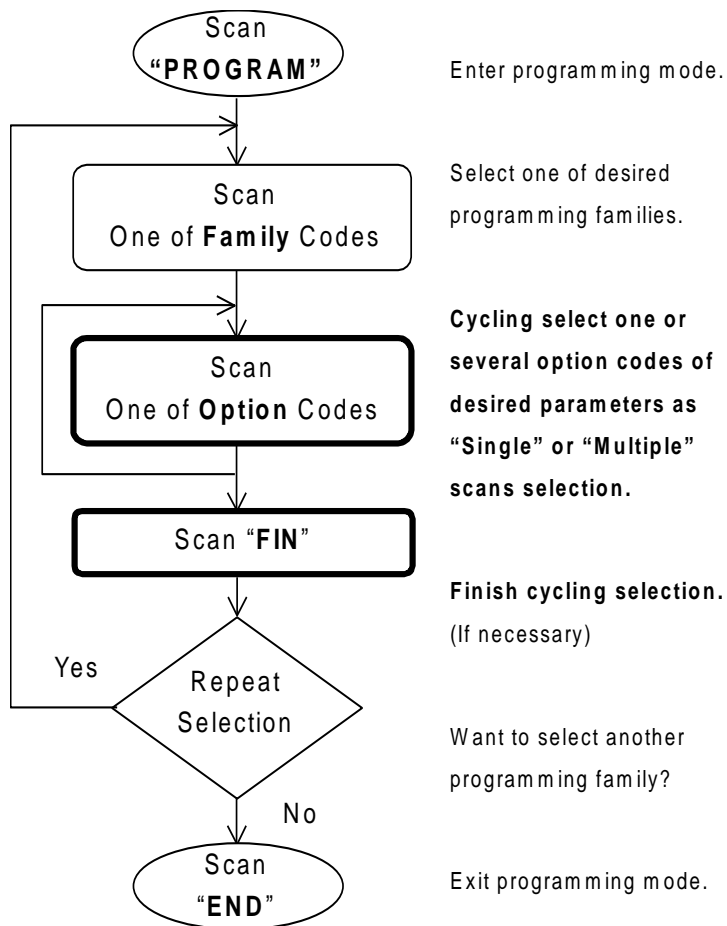 Scan
“PROGRAM”
Enter programming mode.
Scan
One of Family Codes
Select one of desired
programming families.
Scan
One of Option Codes
Cycling select one or
several option codes of
desired parameters as
“Single” or “Multiple”
scans selection.
Scan “FIN”
Finish cycling selection.
(If necessary)
Yes
Repeat
Selection
Want to select another
programming family?
No
Scan
“END”
Exit programming mode.